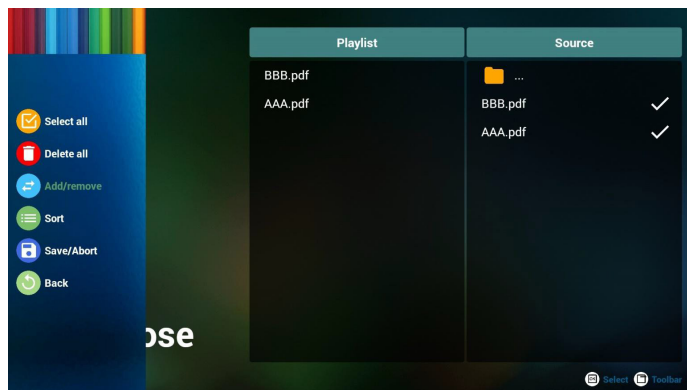 Playlist
Source
BBB.pdf
AAA.pdf
...
BBB.pdf
AAA.pdf
Select all
Delete all
Add/remove
Sort
Save/Abort
Back
ose
Select
Toolbar